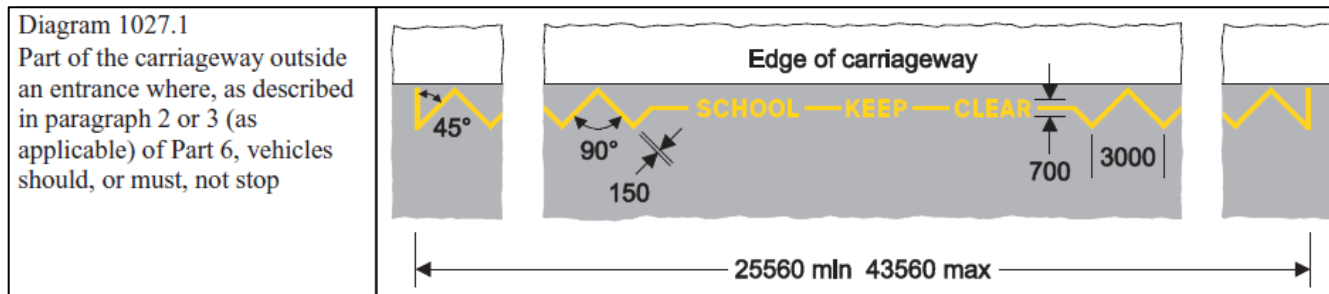 Diagram 1027.1
Part of the carriageway outside
an entrance where, as described
in paragraph 2 or 3 (as
applicable) of Part 6, vehicles
should, or must, not stop
Edge of carriageway
SCHOOL KEEP CLEAR
45°
90°
150
700
3000
25560 min 43560 max